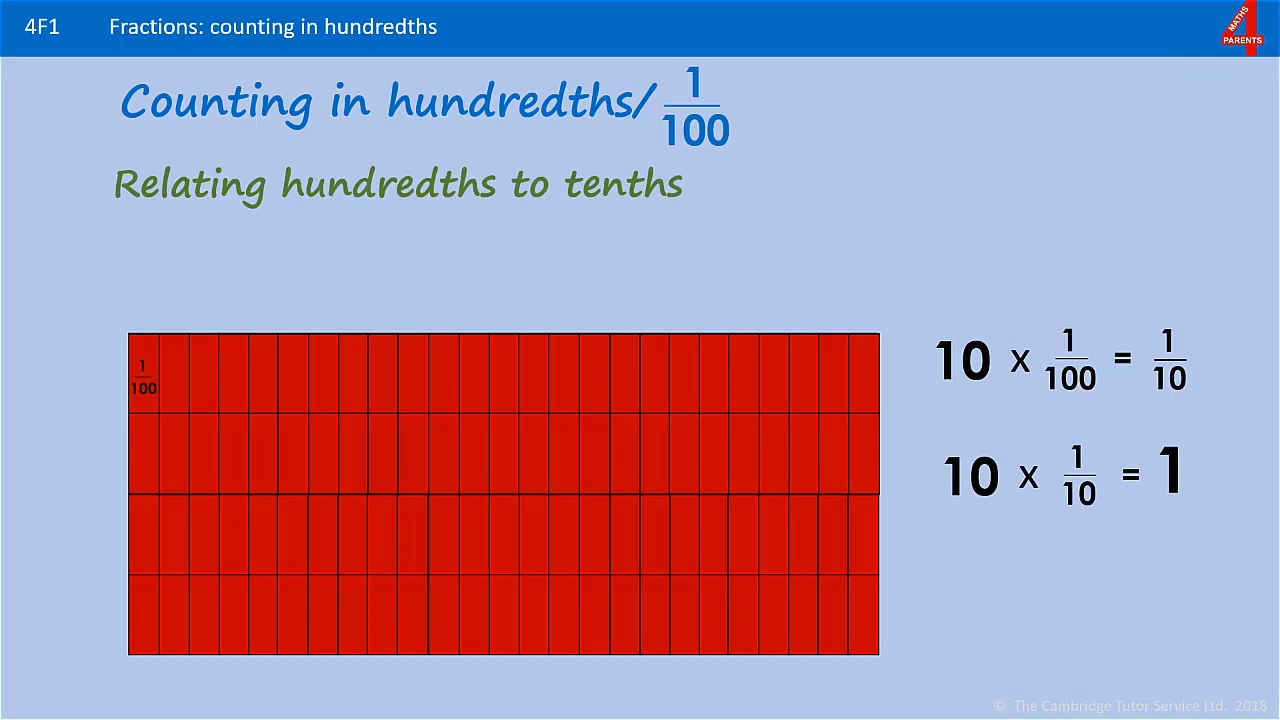 4F1 Fractions: counting in hundredths
MATHS
4
PARENTS
Counting in hundredths/ 1/100
Relating hundredths to tenths
1/100
10 x 1/100 = 1/10
10 x 1/10 = 1
© The Cambridge Tutor Service Ltd. 2018